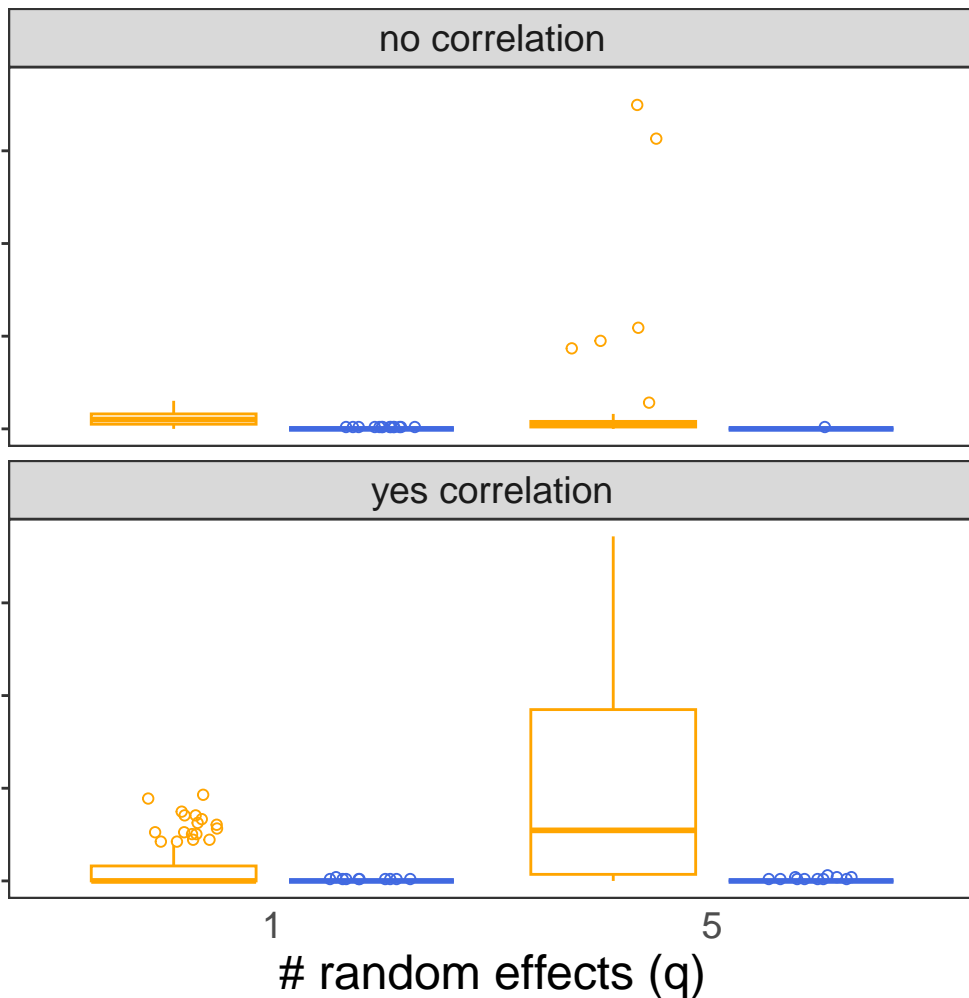 no correlation
yes correlation
1 5
# random effects (q)